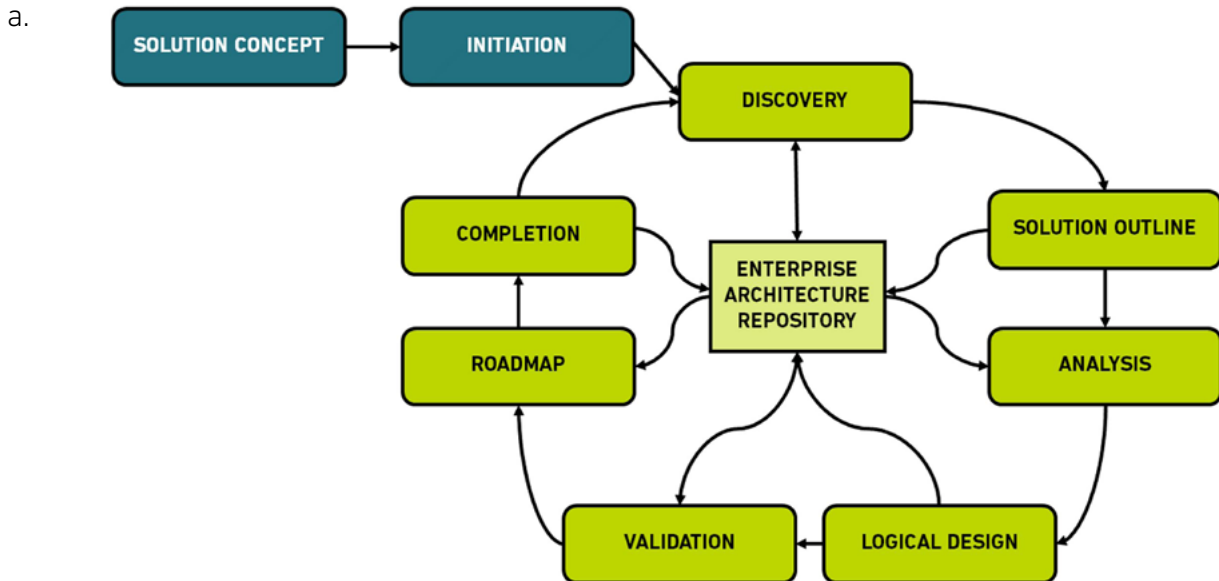 a.
SOLUTION CONCEPT
INITIATION
DISCOVERY
COMPLETION
SOLUTION OUTLINE
ENTERPRISE
ARCHITECTURE
REPOSITORY
ROADMAP
ANALYSIS
VALIDATION
LOGICAL DESIGN